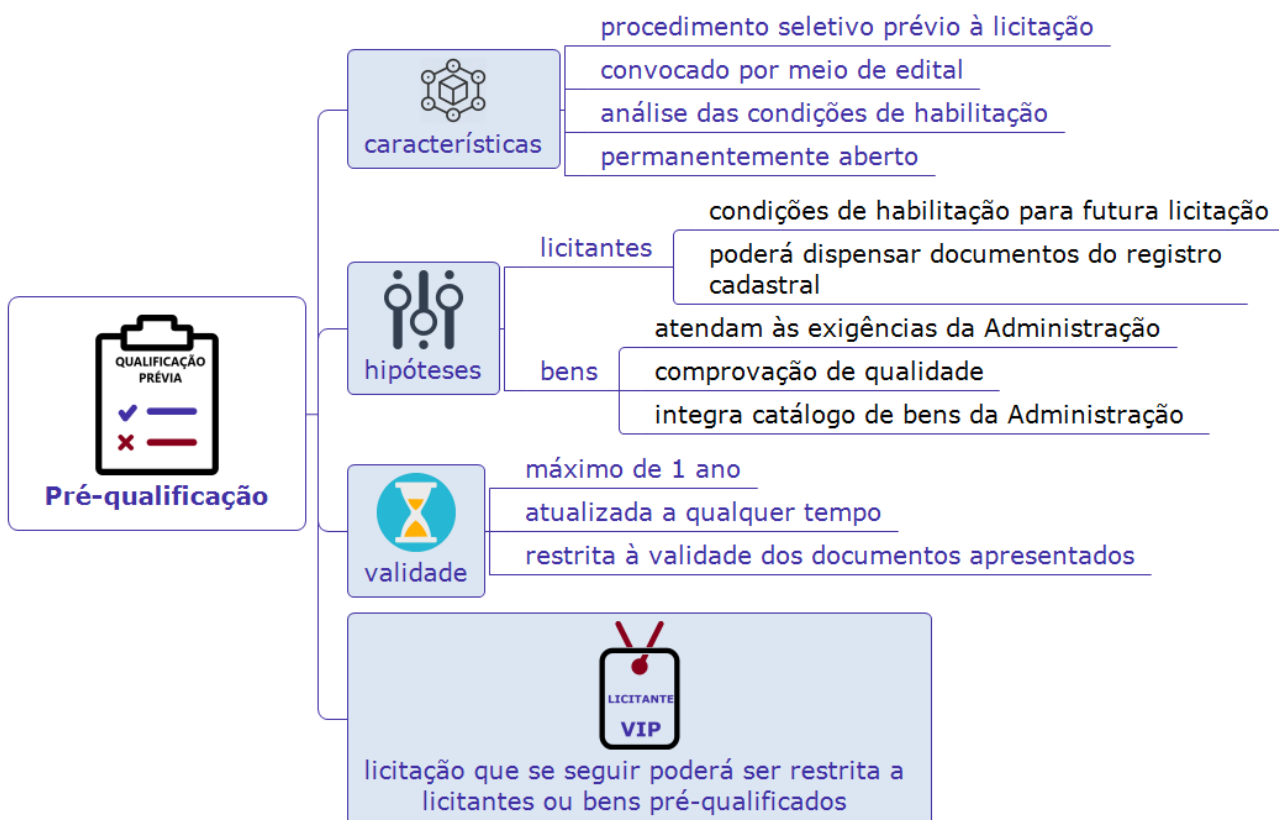 QUALIFICAÇÃO
PRÉVIA
Pré-qualificação
características
procedimento seletivo prévio à licitação
convocado por meio de edital
análise das condições de habilitação
permanentemente aberto
hipóteses
licitantes
condições de habilitação para futura licitação
poderá dispensar documentos do registro
cadastral
bens
atendam às exigências da Administração
comprovação de qualidade
integra catálogo de bens da Administração
validade
máximo de 1 ano
atualizada a qualquer tempo
restrita à validade dos documentos apresentados
LICITANTE
VIP
licitação que se seguir poderá ser restrita a
licitantes ou bens pré-qualificados